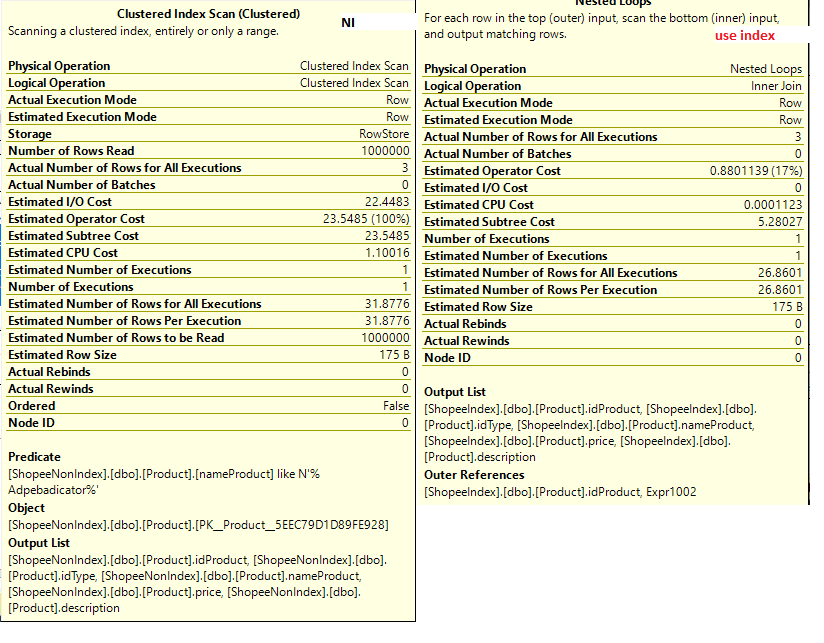 Clustered Index Scan (Clustered)
NI
Scanning a clustered index, entirely or only a range.
Physical Operation Clustered Index Scan
Logical Operation Clustered Index Scan
Actual Execution Mode Row
Estimated Execution Mode Row
Storage RowStore
Number of Rows Read 1000000
Actual Number of Rows for All Executions 3
Actual Number of Batches 0
Estimated I/O Cost 22.4483
Estimated Operator Cost 23.5485 (100%)
Estimated Subtree Cost 23.5485
Estimated CPU Cost 1.10016
Estimated Number of Executions 1
Number of Executions 1
Estimated Number of Rows for All Executions 31.8776
Estimated Number of Rows Per Execution 31.8776
Estimated Number of Rows to be Read 1000000
Estimated Row Size 175 B
Actual Rebinds 0
Actual Rewinds 0
Ordered False
Node ID 0
Predicate
[ShopeeNonIndex].[dbo].[Product].[nameProduct] like N'%
Adpebadicator%'
Object
[ShopeeNonIndex].[dbo].[Product].[PK__Product__5EEC79D1D89FE928]
Output List
[ShopeeNonIndex].[dbo].[Product].idProduct, [ShopeeNonIndex].[dbo].
[Product].idType, [ShopeeNonIndex].[dbo].[Product].nameProduct,
[ShopeeNonIndex].[dbo].[Product].price, [ShopeeNonIndex].[dbo].
[Product].description
Nested Loops
For each row in the top (outer) input, scan the bottom (inner) input,
and output matching rows.
use index
Physical Operation Nested Loops
Logical Operation Inner Join
Actual Execution Mode Row
Estimated Execution Mode Row
Actual Number of Rows for All Executions 3
Actual Number of Batches 0
Estimated Operator Cost 0.8801139 (17%)
Estimated I/O Cost 0
Estimated CPU Cost 0.0001123
Estimated Subtree Cost 5.28027
Number of Executions 1
Estimated Number of Executions 1
Estimated Number of Rows for All Executions 26.8601
Estimated Number of Rows Per Execution 26.8601
Estimated Row Size 175 B
Actual Rebinds 0
Actual Rewinds 0
Node ID 0
Output List
[ShopeeIndex].[dbo].[Product].idProduct, [ShopeeIndex].[dbo].
[Product].idType, [ShopeeIndex].[dbo].[Product].nameProduct,
[ShopeeIndex].[dbo].[Product].price, [ShopeeIndex].[dbo].
[Product].description
Outer References
[ShopeeIndex].[dbo].[Product].idProduct, Expr1002